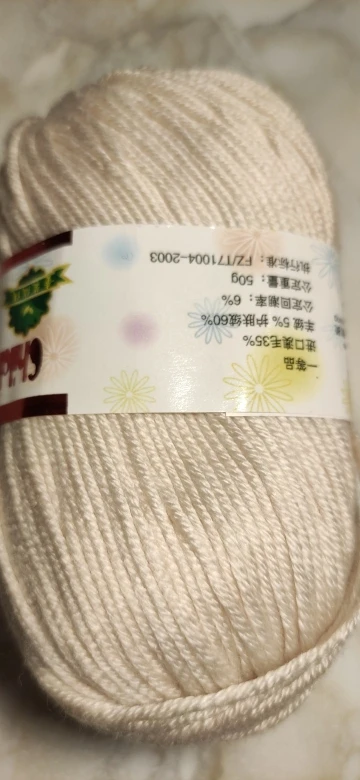 一等品
进口澳毛35%
羊绒 5% 护肤绒60%
公定回潮率：6%
公定重量：50g
执行标准：FZ/T71004-2003